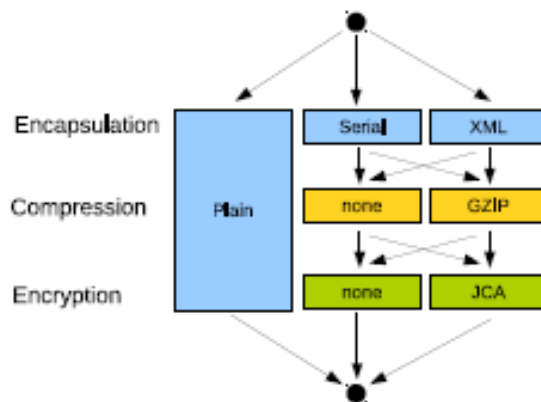 Encapsulation
Serial
XML
Compression
Plain
none
GZIP
Encryption
none
JCA